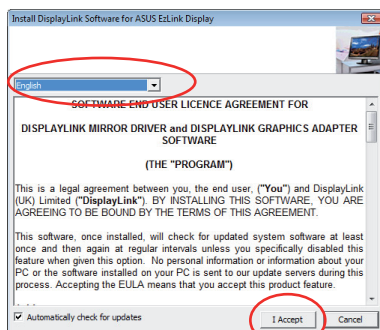 Install DisplayLink Software for ASUS EzLink Display
English
SOFTWARE END USER LICENCE AGREEMENT FOR
DISPLAYLINK MIRROR DRIVER and DISPLAYLINK GRAPHICS ADAPTER
SOFTWARE
(THE "PROGRAM")
This is a legal agreement between you, the end user, ("You") and DisplayLink
(UK) Limited ("DisplayLink"). BY INSTALLING THIS SOFTWARE, YOU ARE
AGREEING TO BE BOUND BY THE TERMS OF THIS AGREEMENT.
This software, once installed, will check for updated system software at least
once and then again at regular intervals unless you specifically disabled this
feature when given this option. No personal information or information about your
PC or the software installed on your PC is sent to our update servers during this
process. Accepting the EULA means that you accept this product feature.
Automatically check for updates
I Accept
Cancel